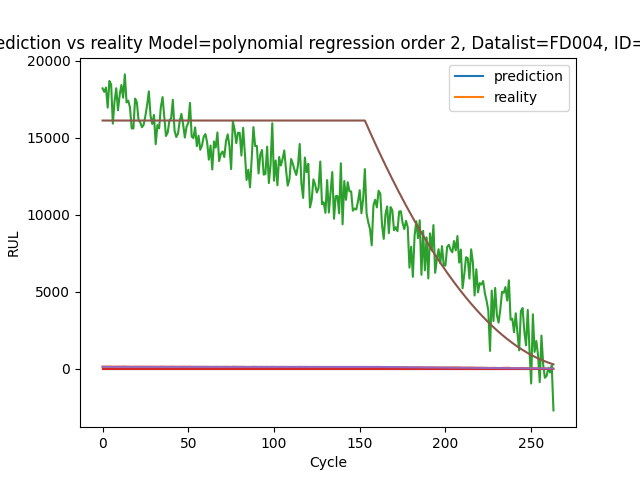 ediction vs reality Model=polynomial regression order 2, Datalist=FD004, ID=
20000
15000
10000
5000
0
RUL
prediction
reality
0 50 100 150 200 250
Cycle